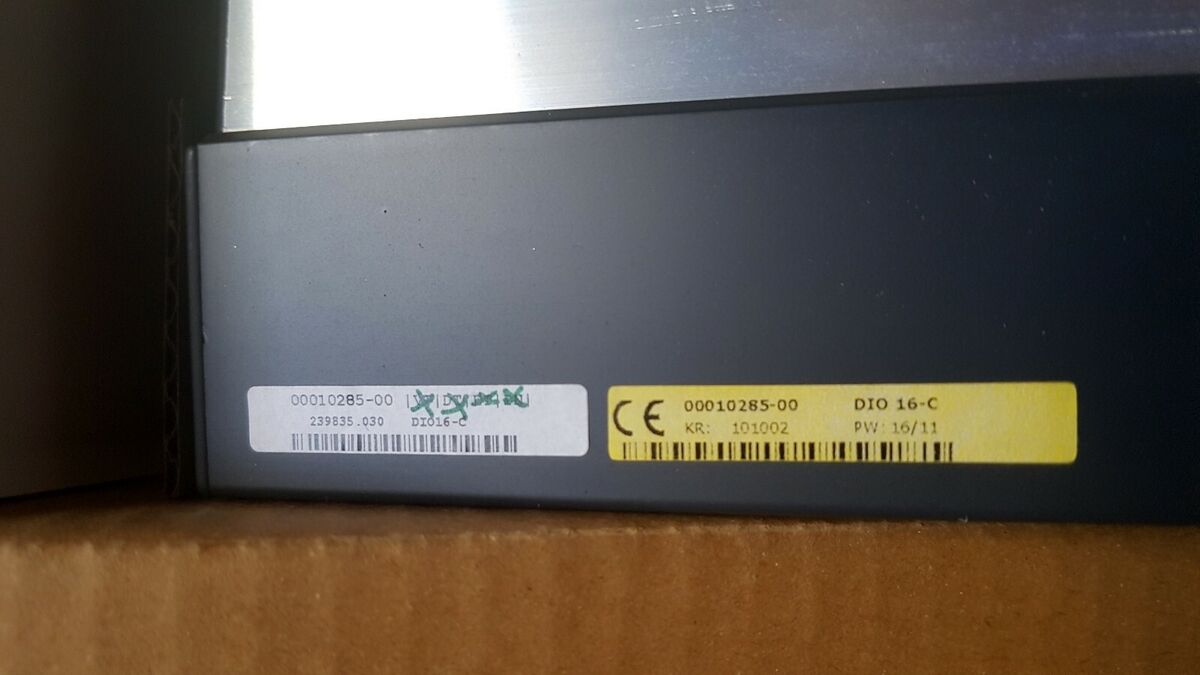 00010285-00
239835.030 DIO16-C
CE 00010285-00 DIO 16-C
KR: 101002 PW: 16/11